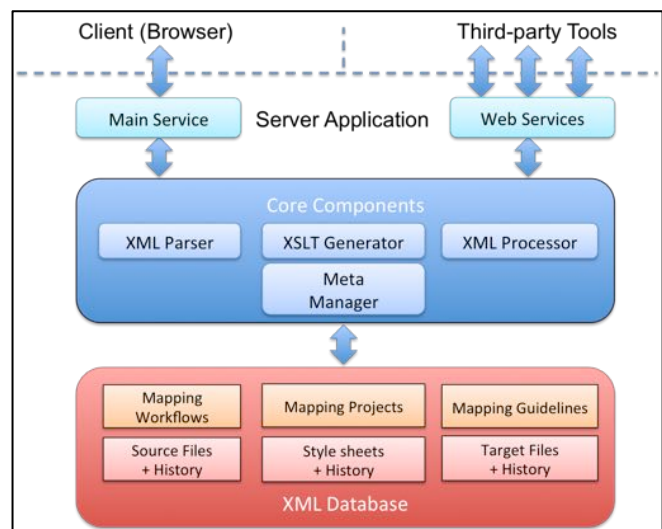 Client (Browser)
Third-party Tools
Main Service
Server Application
Web Services
Core Components
XML Parser
XSLT Generator
XML Processor
Meta
Manager
Mapping
Workflows
Mapping Projects
Mapping Guidelines
Source Files
+ History
Style sheets
+ History
Target Files
+ History
XML Database